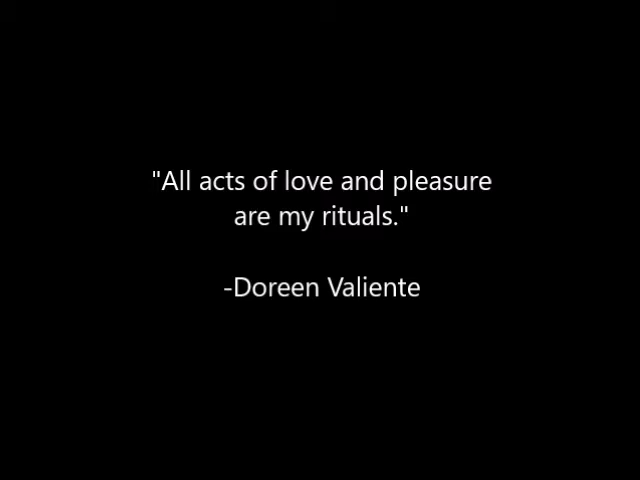 "All acts of love and pleasure
are my rituals."
-Doreen Valiente